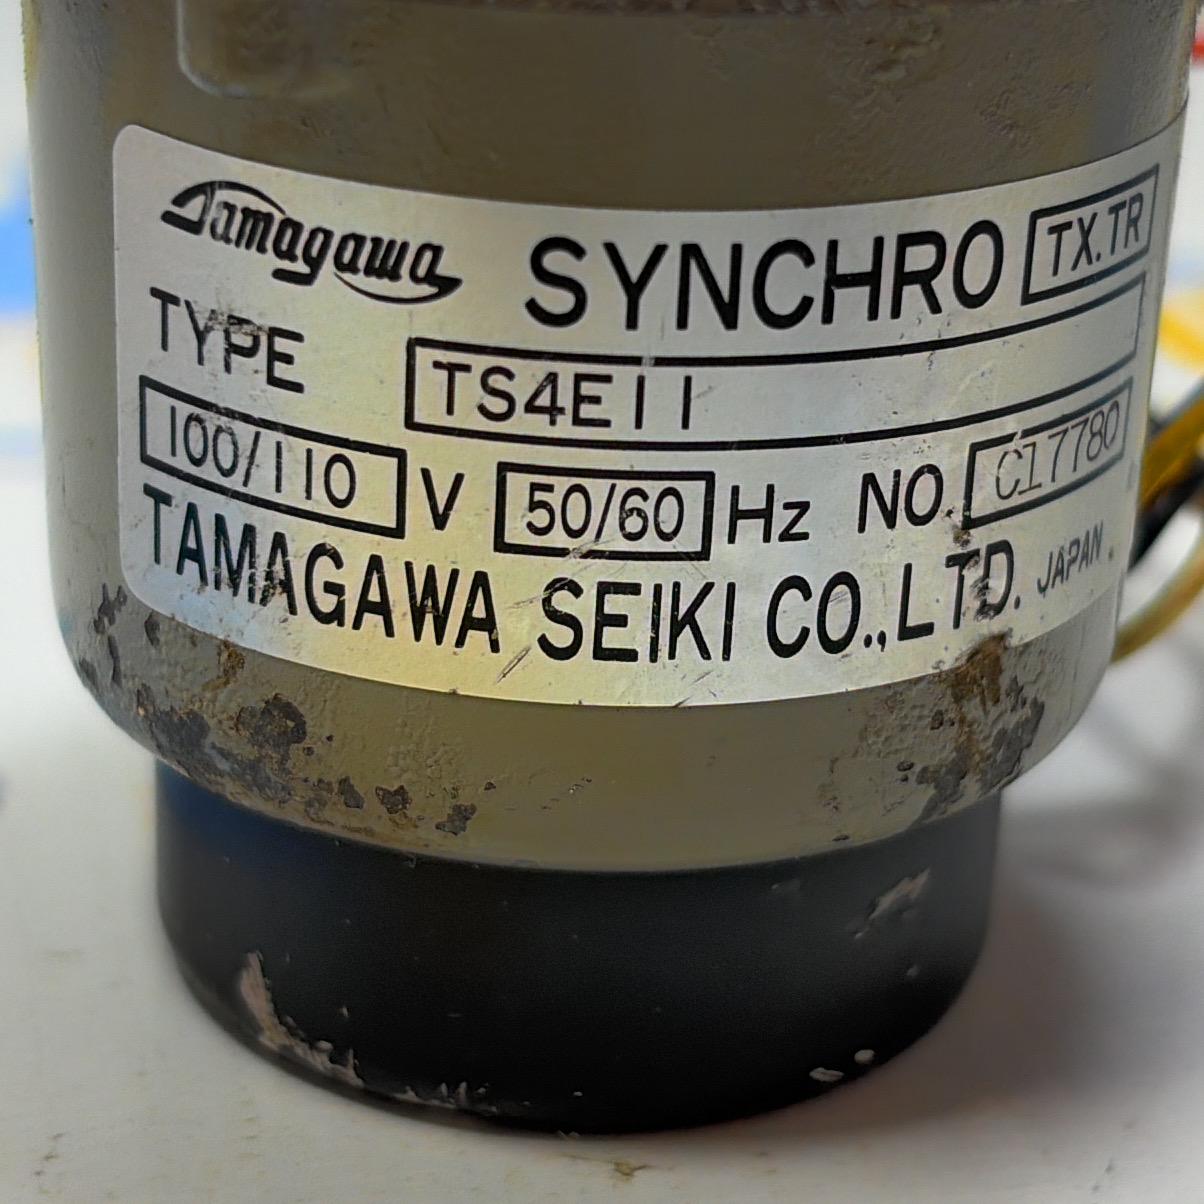 Tamagawa SYNCHRO TX.TR
TYPE TS4E11
100/110 V 50/60 Hz NO. C17780
TAMAGAWA SEIKI CO.,LTD. JAPAN.